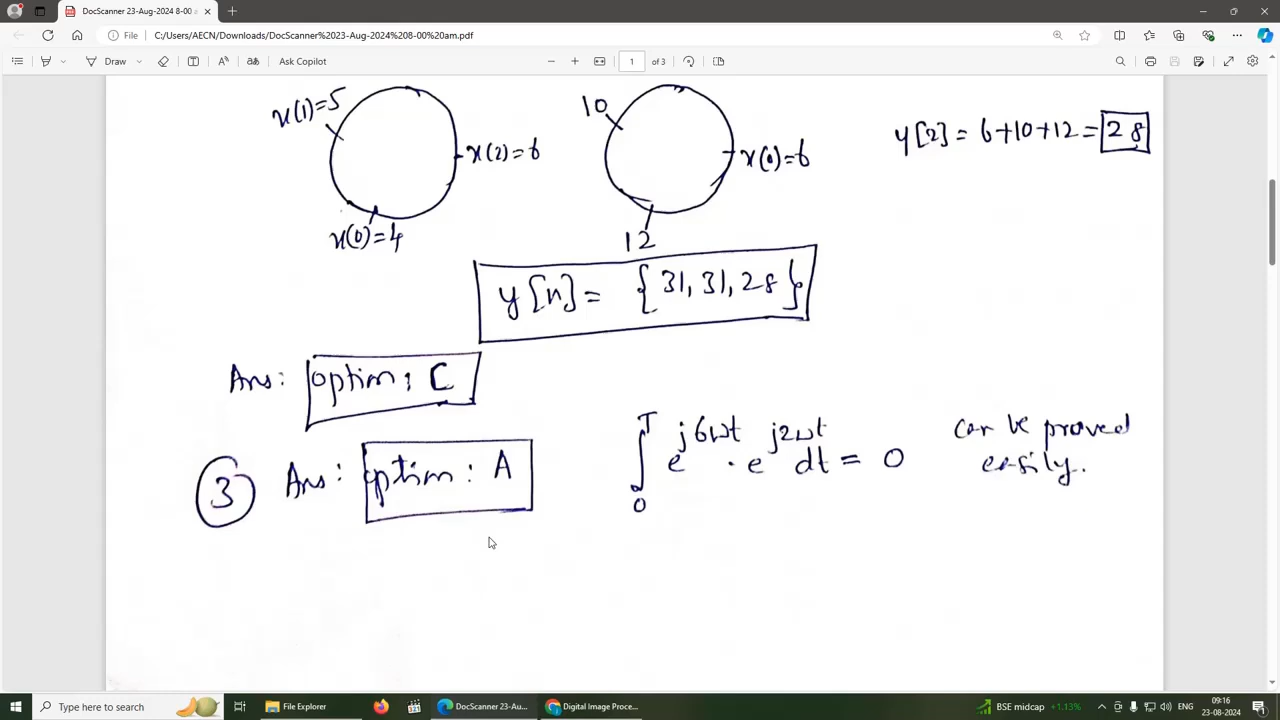 DocScanner 23-Aug-2024 8-00 a
File
C:/Users/AECN/Downloads/DocScanner%2023-Aug-2024%208-00%20am.pdf
Draw
Ask Copilot
1 of 3
x(1)=5
x(2)=6
x(0)=4
10
x(0)=6
12
y[2] = 6+10+12= 28
y[n]= {31, 31, 28}
Ans: option: C
3 Ans: option: A
∫₀ᵀ e^{j6ωt} · e^{j2ωt} dt = 0
can be proved
easily.
Type here to search
File Explorer
DocScanner 23-Au...
Digital Image Proce...
BSE midcap +1.13%
ENG
09:16
23-08-2024